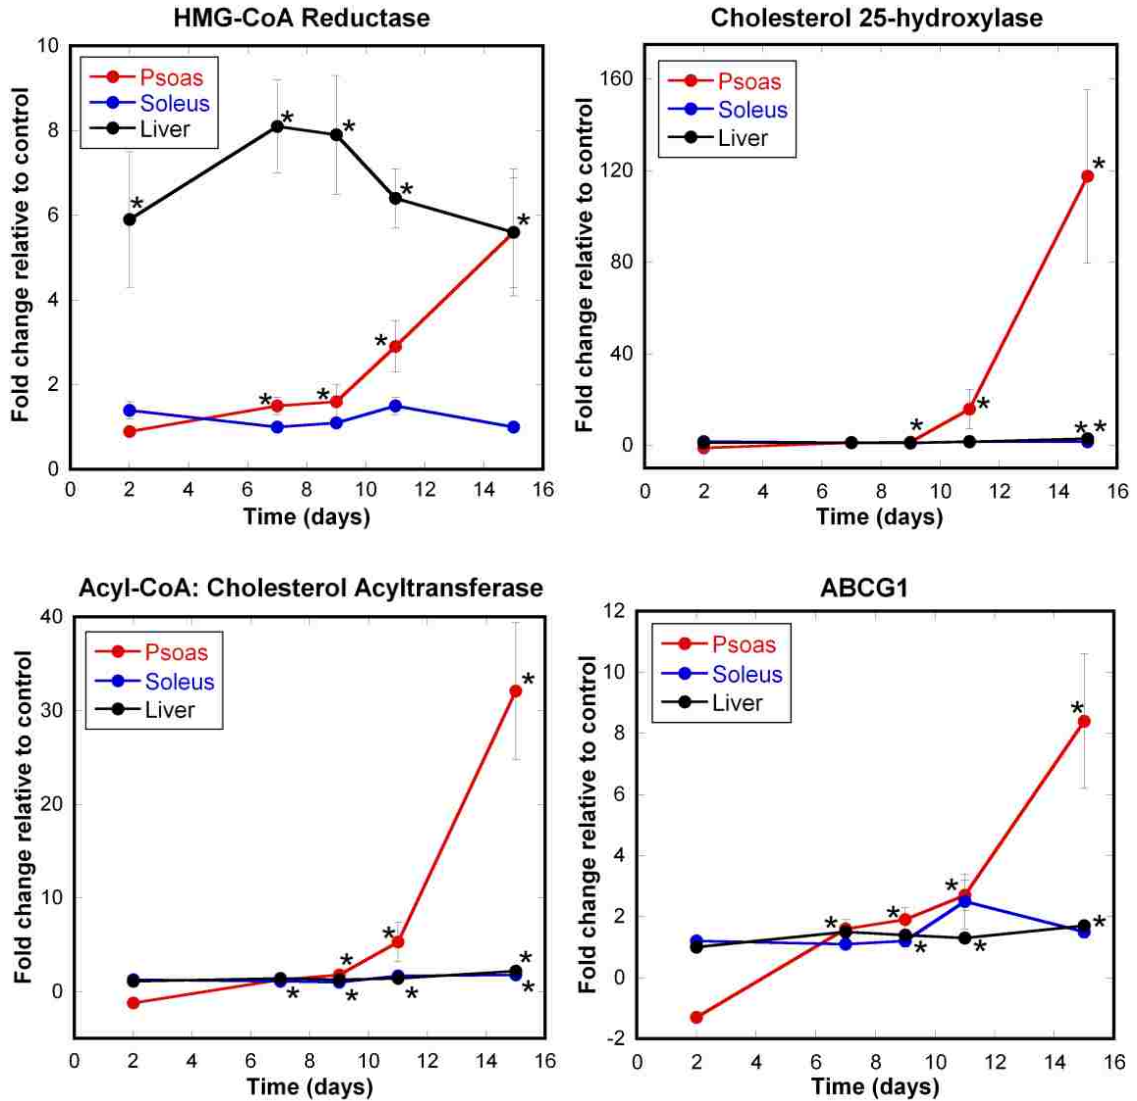 HMG-CoA Reductase
Fold change relative to control
10
8
6
4
2
0
Psoas
Soleus
Liver
*
*
*
*
*
*
*
*
0 2 4 6 8 10 12 14 16
Time (days)
Cholesterol 25-hydroxylase
Fold change relative to control
160
120
80
40
0
Psoas
Soleus
Liver
*
*
*
* *
0 2 4 6 8 10 12 14 16
Time (days)
Acyl-CoA: Cholesterol Acyltransferase
Fold change relative to control
40
30
20
10
0
Psoas
Soleus
Liver
*
*
*
*
*
*
*
*
0 2 4 6 8 10 12 14 16
Time (days)
ABCG1
Fold change relative to control
12
10
8
6
4
2
0
-2
Psoas
Soleus
Liver
*
*
*
*
*
*
*
0 2 4 6 8 10 12 14 16
Time (days)